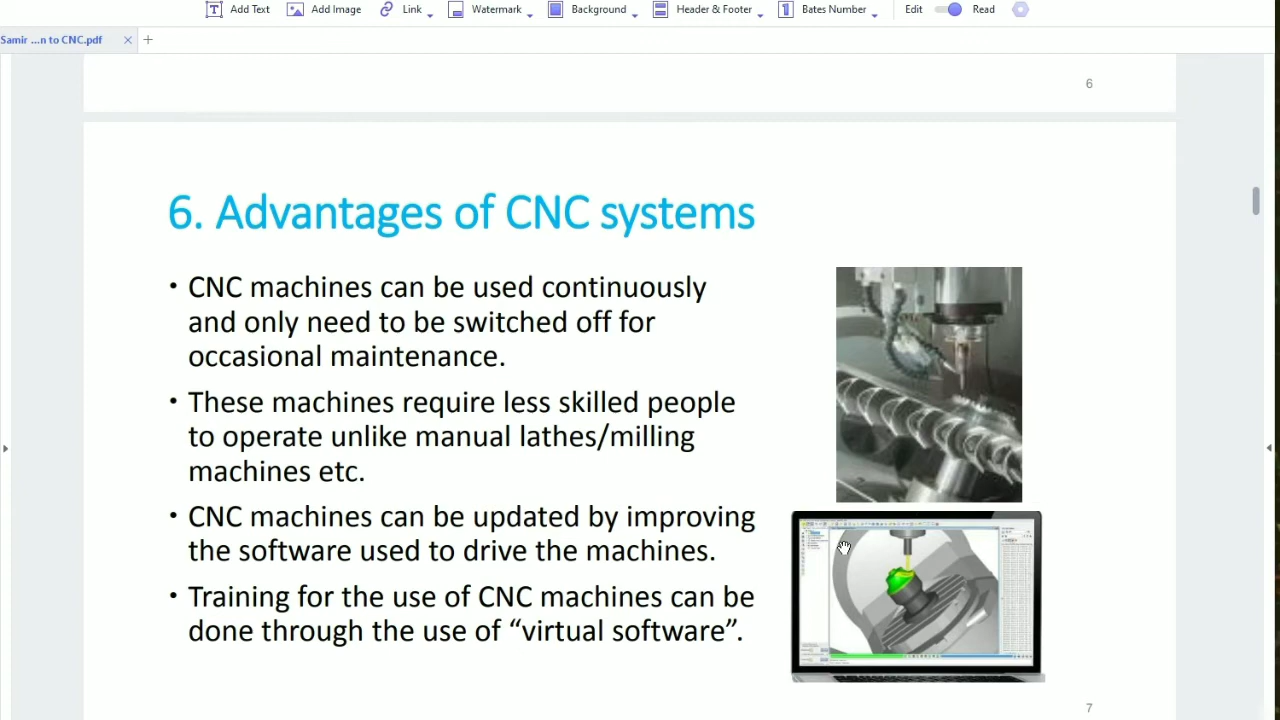 Add Text Add Image Link Watermark Background Header & Footer Bates Number Edit Read
Samir ...n to CNC.pdf
6
6. Advantages of CNC systems
• CNC machines can be used continuously
and only need to be switched off for
occasional maintenance.
• These machines require less skilled people
to operate unlike manual lathes/milling
machines etc.
• CNC machines can be updated by improving
the software used to drive the machines.
• Training for the use of CNC machines can be
done through the use of “virtual software”.
7